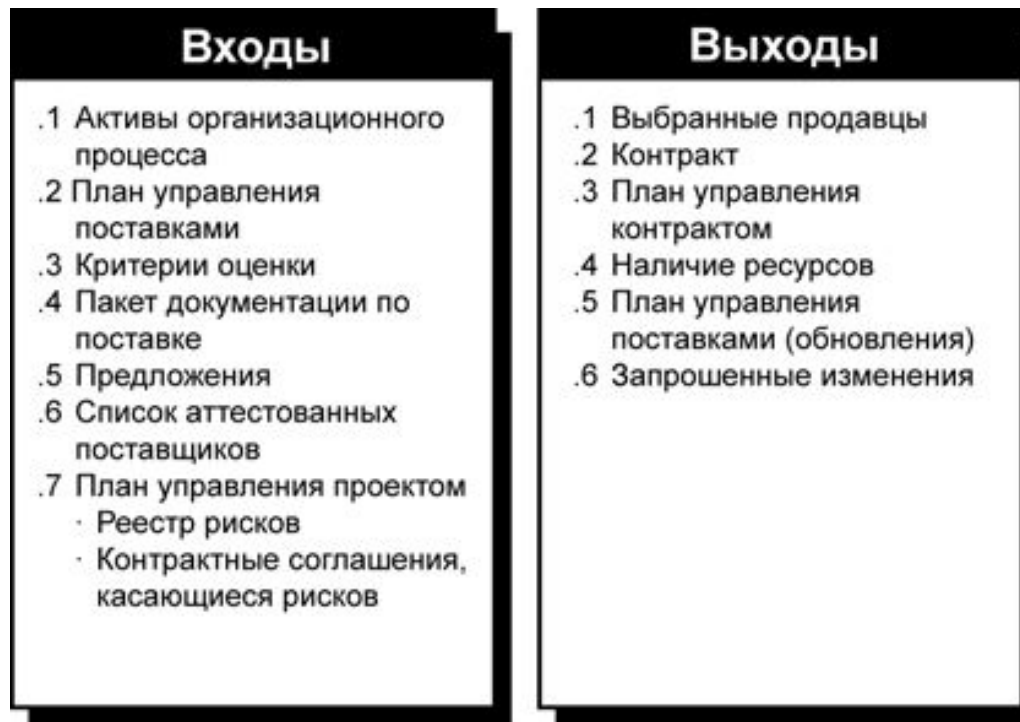 Входы
.1 Активы организационного
процесса
.2 План управления
поставками
.3 Критерии оценки
.4 Пакет документации по
поставке
.5 Предложения
.6 Список аттестованных
поставщиков
.7 План управления проектом
· Реестр рисков
· Контрактные соглашения,
касающиеся рисков
Выходы
.1 Выбранные продавцы
.2 Контракт
.3 План управления
контрактом
.4 Наличие ресурсов
.5 План управления
поставками (обновления)
.6 Запрошенные изменения